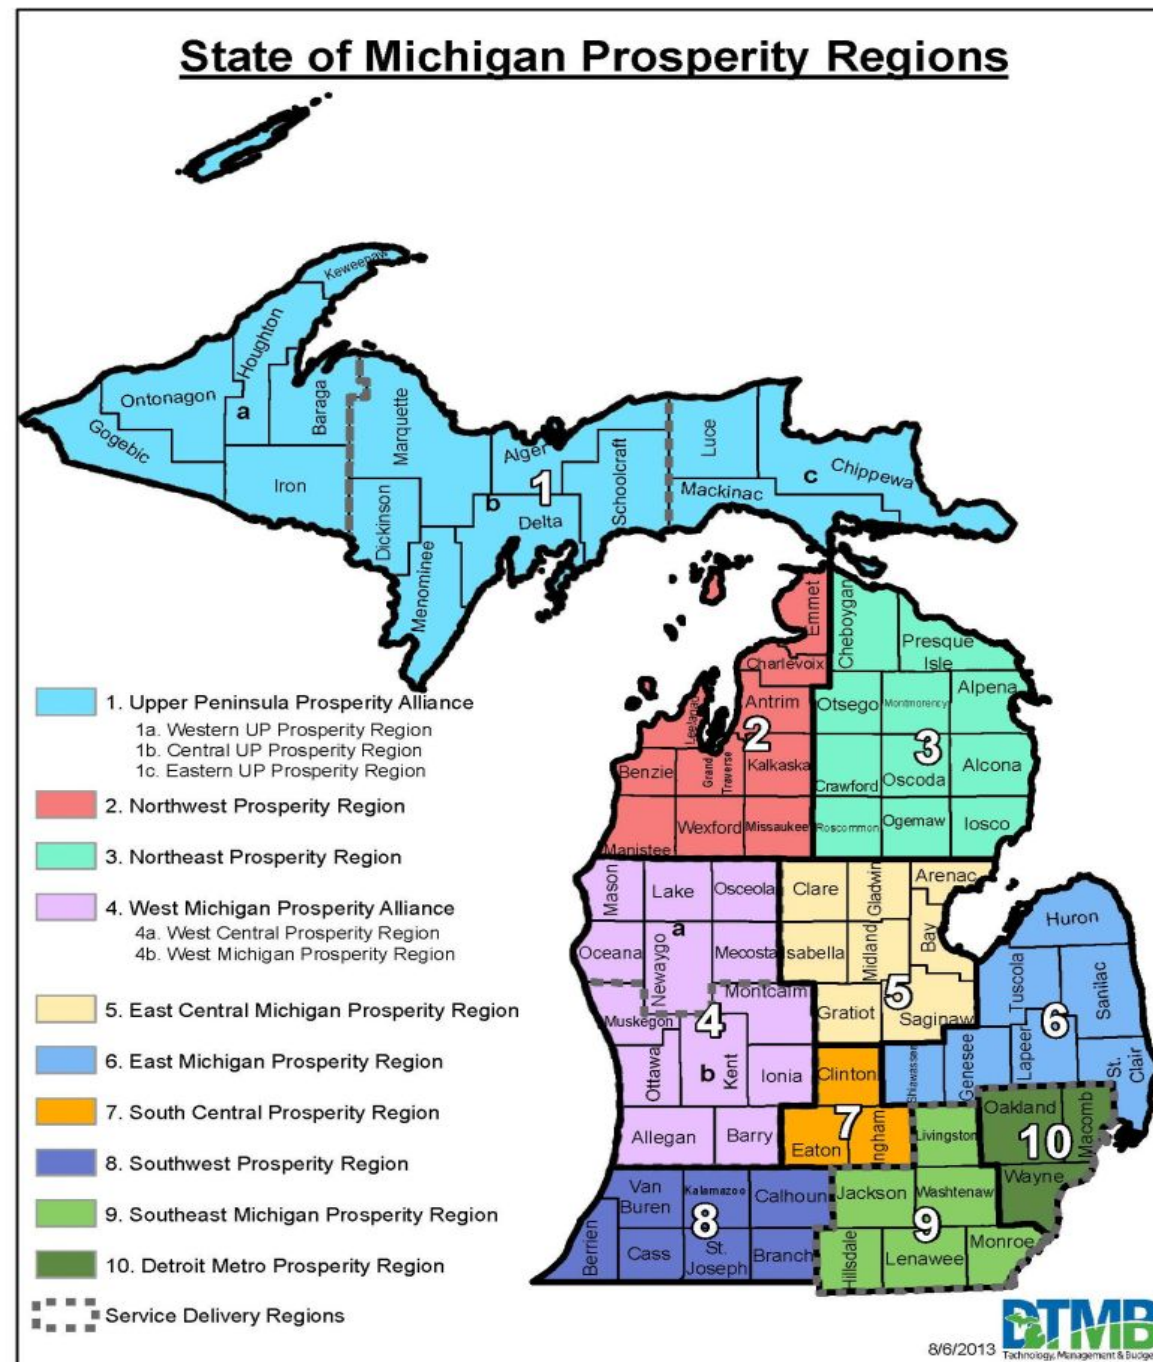 State of Michigan Prosperity Regions
Keweenaw
Houghton
Ontonagon
a
Baraga
Gogebic
Iron
Marquette
Alger
1
b
Schoolcraft
Luce
Chippewa
c
Mackinac
Dickinson
Delta
Menominee
Emmet
Cheboygan
Presque
Isle
Charlevoix
Antrim
Otsego
Montmorency
Alpena
Leelanau
2
3
Benzie
Grand
Traverse
Kalkaska
Crawford
Oscoda
Alcona
Manistee
Wexford
Missaukee
Roscommon
Ogemaw
Iosco
Mason
Lake
Osceola
Clare
Gladwin
Arenac
a
Oceana
Newaygo
Mecosta
Isabella
Midland
Bay
Huron
Montcalm
Muskegon
4
Gratiot
5
Saginaw
Tuscola
Sanilac
6
Ottawa
b
Kent
Ionia
Clinton
Shiawassee
Genesee
Lapeer
St.
Clair
Allegan
Barry
Eaton
7
Ingham
Livingston
Oakland
Macomb
10
Van
Buren
Kalamazoo
Calhoun
Jackson
Washtenaw
Wayne
8
9
Berrien
Cass
St.
Joseph
Branch
Hillsdale
Lenawee
Monroe
1. Upper Peninsula Prosperity Alliance
1a. Western UP Prosperity Region
1b. Central UP Prosperity Region
1c. Eastern UP Prosperity Region
2. Northwest Prosperity Region
3. Northeast Prosperity Region
4. West Michigan Prosperity Alliance
4a. West Central Prosperity Region
4b. West Michigan Prosperity Region
5. East Central Michigan Prosperity Region
6. East Michigan Prosperity Region
7. South Central Prosperity Region
8. Southwest Prosperity Region
9. Southeast Michigan Prosperity Region
10. Detroit Metro Prosperity Region
Service Delivery Regions
8/6/2013
DTMB
Technology, Management & Budget